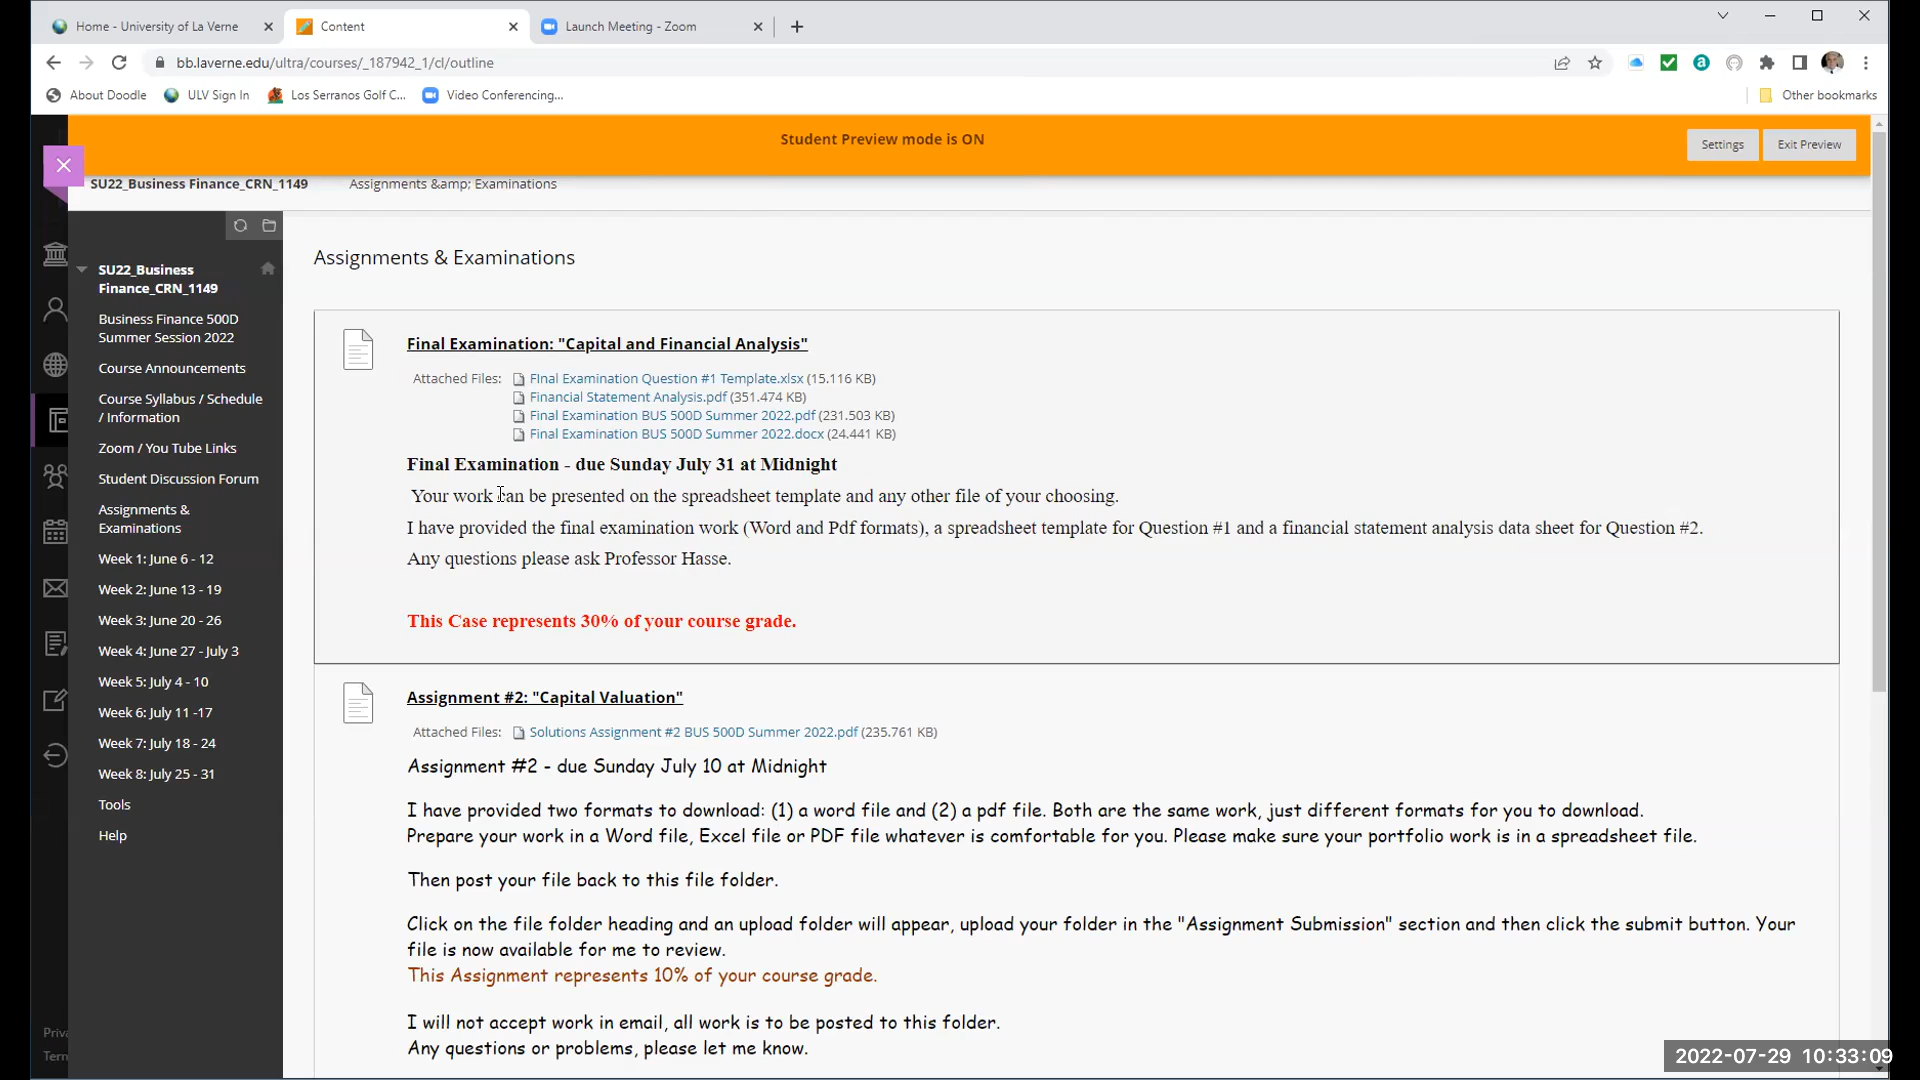 Home - University of La Verne
Content
Launch Meeting - Zoom
bb.laverne.edu/ultra/courses/_187942_1/cl/outline
About Doodle
ULV Sign In
Los Serranos Golf C...
Video Conferencing...
Other bookmarks
Student Preview mode is ON
Settings
Exit Preview
SU22_Business Finance_CRN_1149
Assignments &amp; Examinations
SU22_Business
Finance_CRN_1149
Business Finance 500D
Summer Session 2022
Course Announcements
Course Syllabus / Schedule
/ Information
Zoom / You Tube Links
Student Discussion Forum
Assignments &
Examinations
Week 1: June 6 - 12
Week 2: June 13 - 19
Week 3: June 20 - 26
Week 4: June 27 - July 3
Week 5: July 4 - 10
Week 6: July 11 -17
Week 7: July 18 - 24
Week 8: July 25 - 31
Tools
Help
Priva
Term
Assignments & Examinations
Final Examination: "Capital and Financial Analysis"
Attached Files: FInal Examination Question #1 Template.xlsx (15.116 KB)
Financial Statement Analysis.pdf (351.474 KB)
Final Examination BUS 500D Summer 2022.pdf (231.503 KB)
Final Examination BUS 500D Summer 2022.docx (24.441 KB)
Final Examination - due Sunday July 31 at Midnight
Your work can be presented on the spreadsheet template and any other file of your choosing.
I have provided the final examination work (Word and Pdf formats), a spreadsheet template for Question #1 and a financial statement analysis data sheet for Question #2.
Any questions please ask Professor Hasse.
This Case represents 30% of your course grade.
Assignment #2: "Capital Valuation"
Attached Files: Solutions Assignment #2 BUS 500D Summer 2022.pdf (235.761 KB)
Assignment #2 - due Sunday July 10 at Midnight
I have provided two formats to download: (1) a word file and (2) a pdf file. Both are the same work, just different formats for you to download.
Prepare your work in a Word file, Excel file or PDF file whatever is comfortable for you. Please make sure your portfolio work is in a spreadsheet file.
Then post your file back to this file folder.
Click on the file folder heading and an upload folder will appear, upload your folder in the "Assignment Submission" section and then click the submit button. Your
file is now available for me to review.
This Assignment represents 10% of your course grade.
I will not accept work in email, all work is to be posted to this folder.
Any questions or problems, please let me know.
2022-07-29 10:33:09